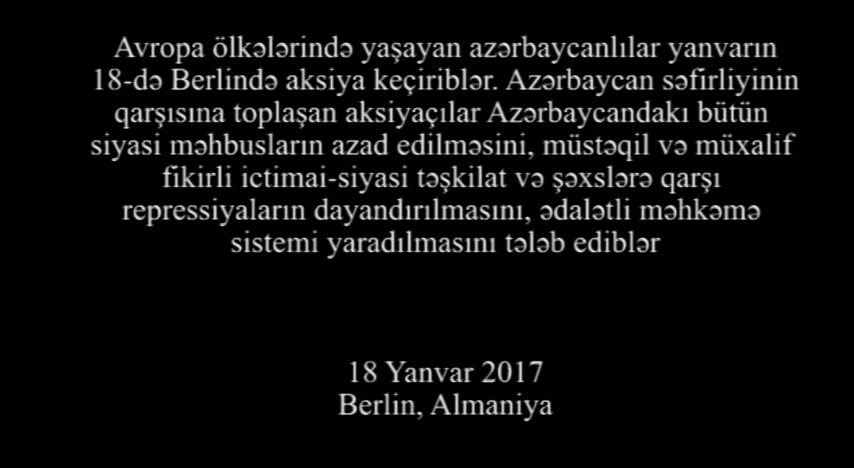 Avropa ölkələrində yaşayan azərbaycanlılar yanvarın
18-də Berlində aksiya keçiriblər. Azərbaycan səfirliyinin
qarşısına toplaşan aksiyaçılar Azərbaycandakı bütün
siyasi məhbusların azad edilməsini, müstəqil və müxalif
fikirli ictimai-siyasi təşkilat və şəxslərə qarşı
repressiyaların dayandırılmasını, ədalətli məhkəmə
sistemi yaradılmasını tələb ediblər
18 Yanvar 2017
Berlin, Almaniya